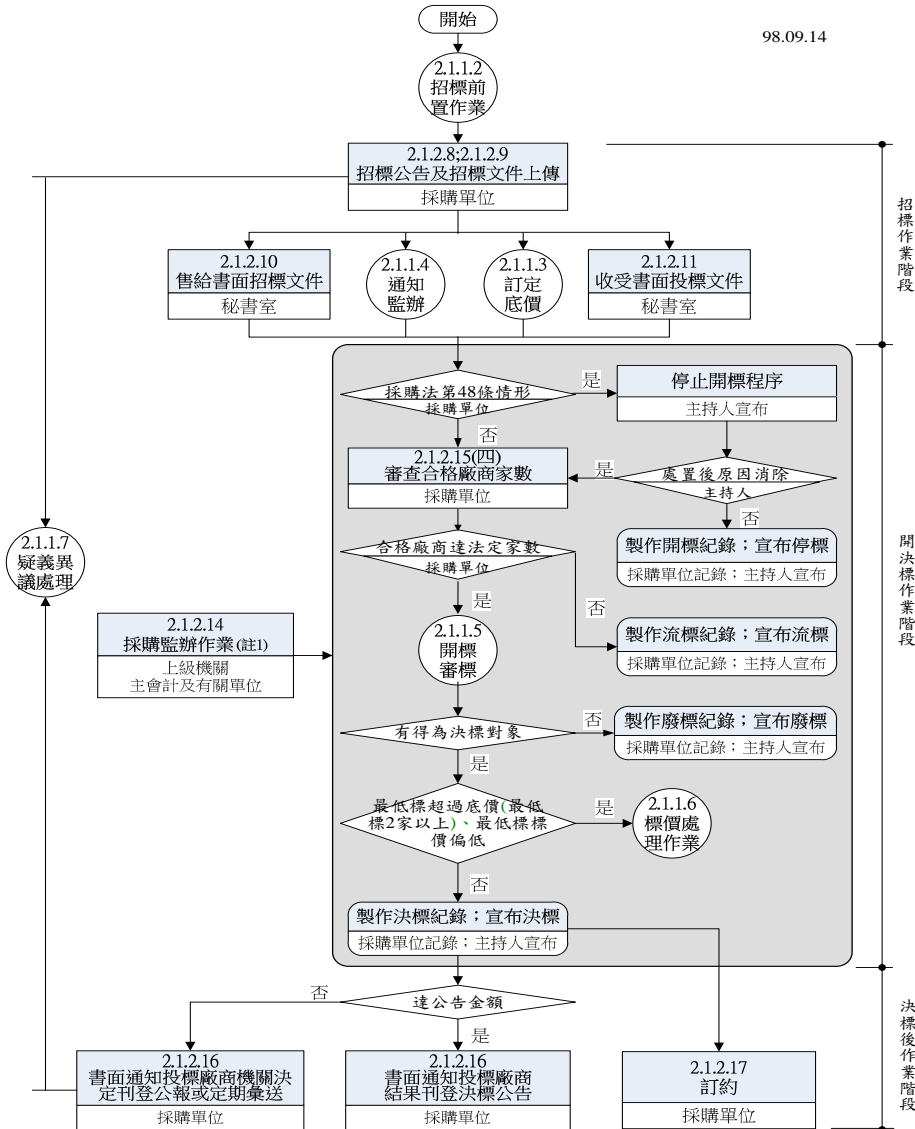 開始
98.09.14
2.1.1.2
招標前
置作業
2.1.2.8;2.1.2.9
招標公告及招標文件上傳
採購單位
招標作業階段
2.1.2.10
售給書面招標文件
秘書室
2.1.1.4
通知
監辦
2.1.1.3
訂定
底價
2.1.2.11
收受書面投標文件
秘書室
採購法第48條情形
採購單位
是
停止開標程序
主持人宣布
否
2.1.2.15(四)
審查合格廠商家數
採購單位
是
處置後原因消除
主持人
否
製作開標紀錄；宣布停標
採購單位記錄；主持人宣布
合格廠商達法定家數
採購單位
2.1.1.7
疑義異
議處理
開決標作業階段
是
否
2.1.2.14
採購監辦作業(註1)
上級機關
主會計及有關單位
2.1.1.5
開標
審標
製作流標紀錄；宣布流標
採購單位記錄；主持人宣布
有得為決標對象
否
製作廢標紀錄；宣布廢標
採購單位記錄；主持人宣布
是
最低標超過底價(最低
標2家以上)、最低標標
價偏低
是
2.1.1.6
標價處
理作業
否
製作決標紀錄；宣布決標
採購單位記錄；主持人宣布
達公告金額
否
是
決標後作業階段
2.1.2.16
書面通知投標廠商機關決
定刊登公報或定期彙送
採購單位
2.1.2.16
書面通知投標廠商
結果刊登決標公告
採購單位
2.1.2.17
訂約
採購單位